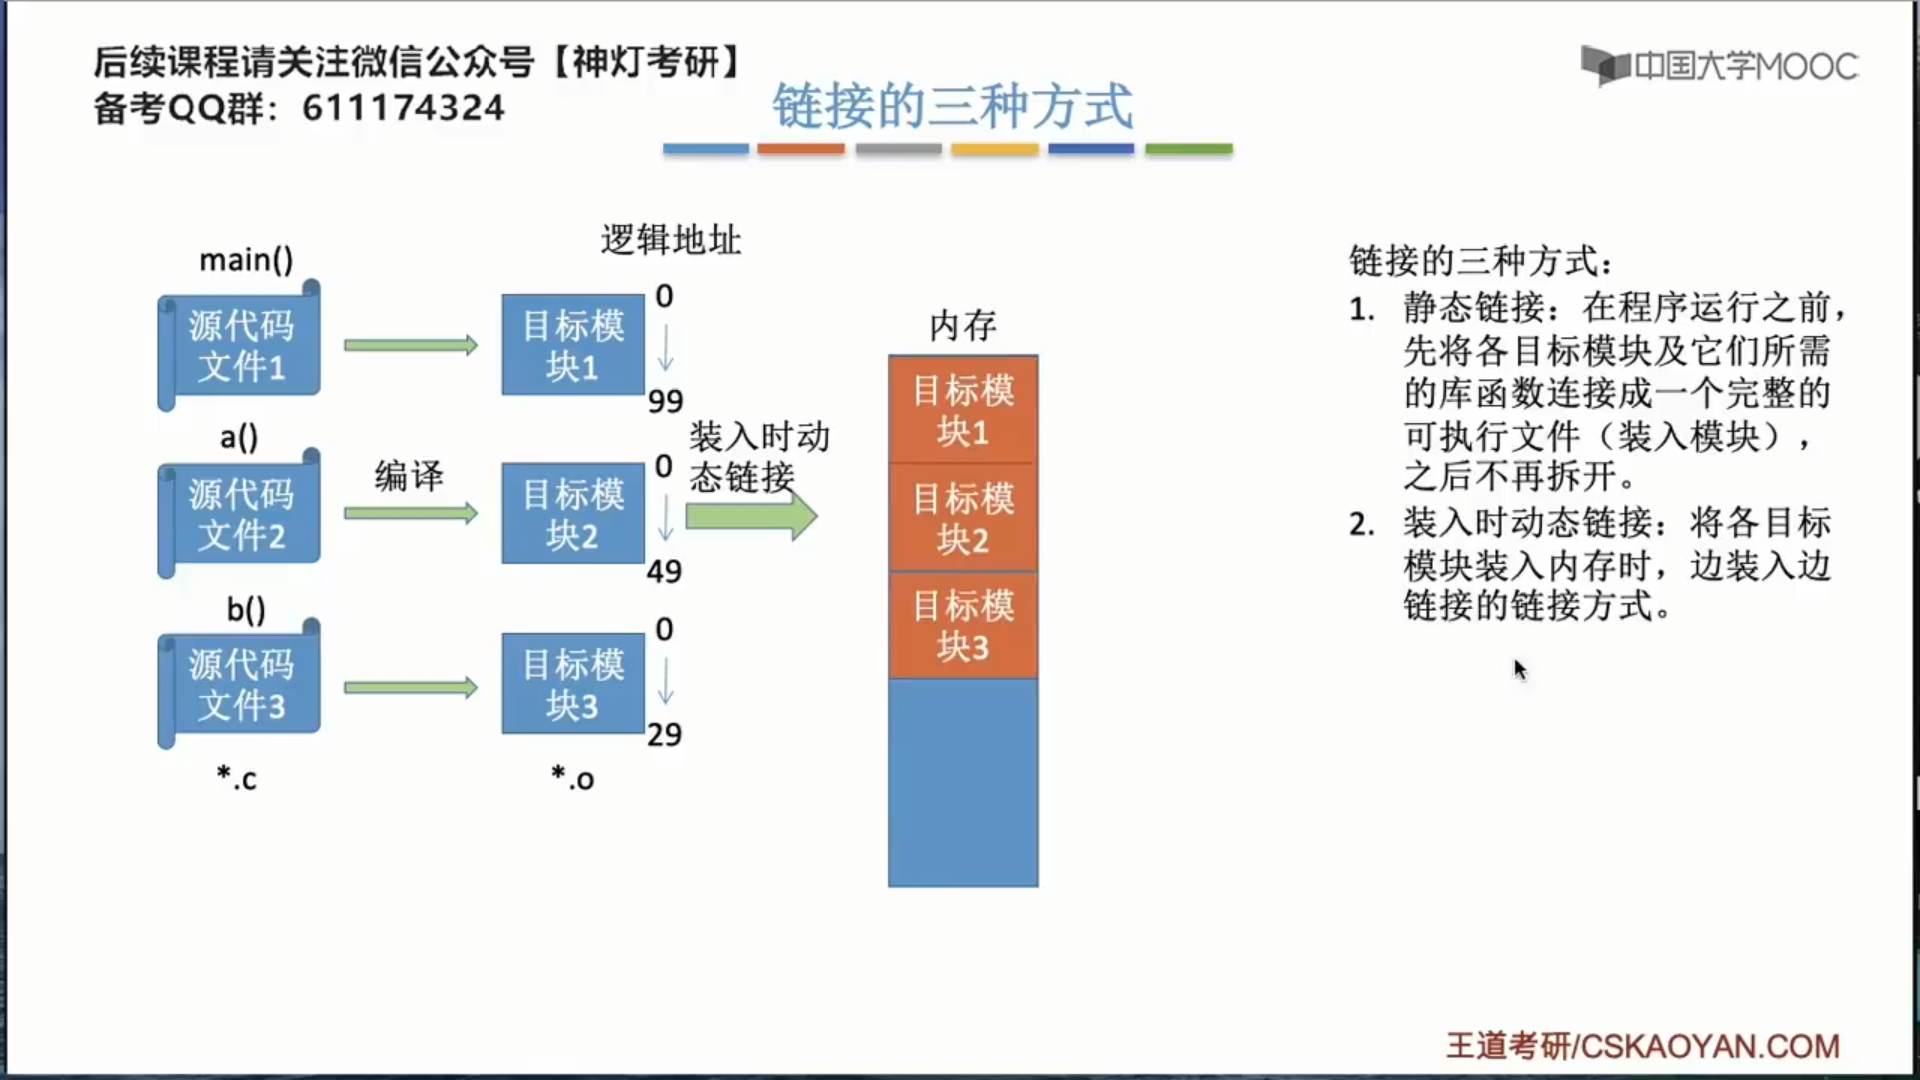 后续课程请关注微信公众号【神灯考研】
备考QQ群：611174324
中国大学MOOC
链接的三种方式
逻辑地址
main()
源代码
文件1
目标模
块1
0
99
a()
源代码
文件2
编译
目标模
块2
0
49
装入时动
态链接
b()
源代码
文件3
目标模
块3
0
29
*.c
*.o
内存
目标模
块1
目标模
块2
目标模
块3
链接的三种方式：
1. 静态链接：在程序运行之前，
先将各目标模块及它们所需
的库函数连接成一个完整的
可执行文件（装入模块），
之后不再拆开。
2. 装入时动态链接：将各目标
模块装入内存时，边装入边
链接的链接方式。
王道考研/CSKAOYAN.COM